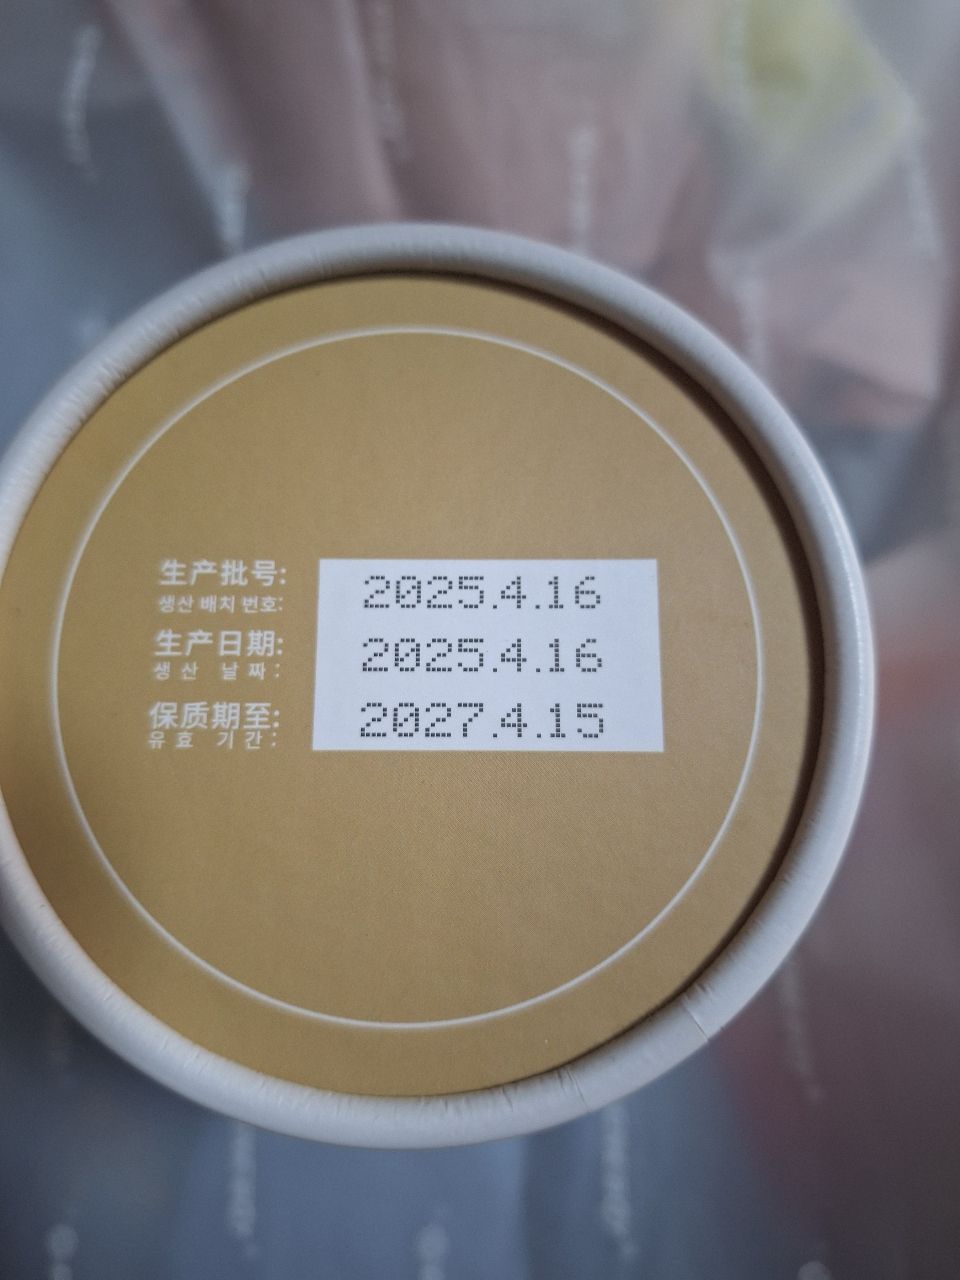 生产批号: 2025.4.16
생산 배치 번호:
生产日期: 2025.4.16
생 산 날 짜 :
保质期至: 2027.4.15
유 효 기 간 :